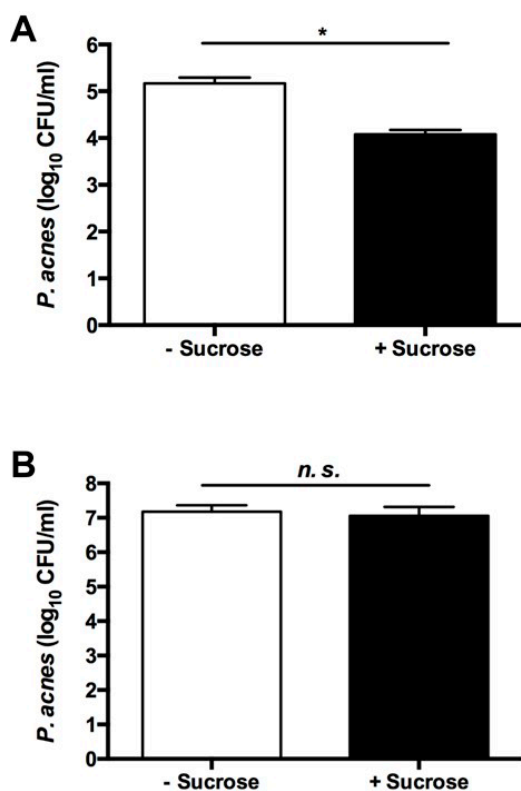 A
*
P. acnes (log10 CFU/ml)
6
5
4
3
2
1
0
- Sucrose + Sucrose
B
n. s.
P. acnes (log10 CFU/ml)
8
7
6
5
4
3
2
1
0
- Sucrose + Sucrose